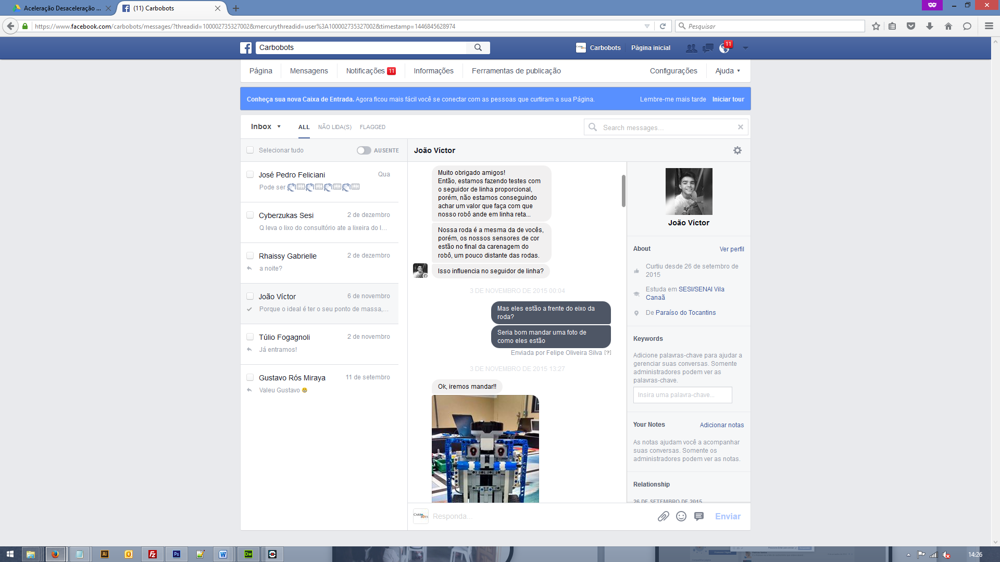 Aceleração Desaceleração ...
(11) Carbobots
https://www.facebook.com/carbobots/messages/?threadid=100002735327002&mercurythreadid=user%3A100002735327002&timestamp=1446845628974
Pesquisar
Carbobots
Carbobots
Página inicial
11
Página
Mensagens
Notificações 11
Informações
Ferramentas de publicação
Configurações
Ajuda
Conheça sua nova Caixa de Entrada. Agora ficou mais fácil você se conectar com as pessoas que curtiram a sua Página.
Lembre-me mais tarde
Iniciar tour
Inbox
ALL
NÃO LIDA(S)
FLAGGED
Search messages...
Selecionar tudo
AUSENTE
José Pedro Feliciani
Qua
Pode ser
Cyberzukas Sesi
2 de dezembro
Q leva o lixo do consultório ate a lixeira do l...
Rhaissy Gabrielle
2 de dezembro
a noite?
João Víctor
6 de novembro
Porque o ideal é ter o seu ponto de massa,...
Túlio Fogagnoli
2 de novembro
Já entramos!
Gustavo Rós Miraya
11 de setembro
Valeu Gustavo
João Víctor
Muito obrigado amigos!
Então, estamos fazendo testes com
o seguidor de linha proporcional,
porém, não estamos conseguindo
achar um valor que faça com que
nosso robô ande em linha reta...
Nossa roda é a mesma da de vocês,
porém, os nossos sensores de cor
estão no final da carenagem do
robô, um pouco distante das rodas.
Isso influencia no seguidor de linha?
3 DE NOVEMBRO DE 2015 00:04
Mas eles estão a frente do eixo da
roda?
Seria bom mandar uma foto de
como eles estão
Enviada por Felipe Oliveira Silva [?]
3 DE NOVEMBRO DE 2015 13:27
Ok, iremos mandar!!
Responda...
Enviar
João Víctor
About
Ver perfil
Curtiu desde 26 de setembro de
2015
Estuda em SESI/SENAI Vila
Canaã
De Paraíso do Tocantins
Keywords
Adicione palavras-chave para ajudar a
gerenciar suas conversas. Somente
administradores podem ver as
palavras-chave.
Insira uma palavra-chave...
Your Notes
Adicionar notas
As notas ajudam você a acompanhar
suas conversas. Somente os
administradores podem ver as notas.
Relationship
26 DE SETEMBRO DE 2015
14:26